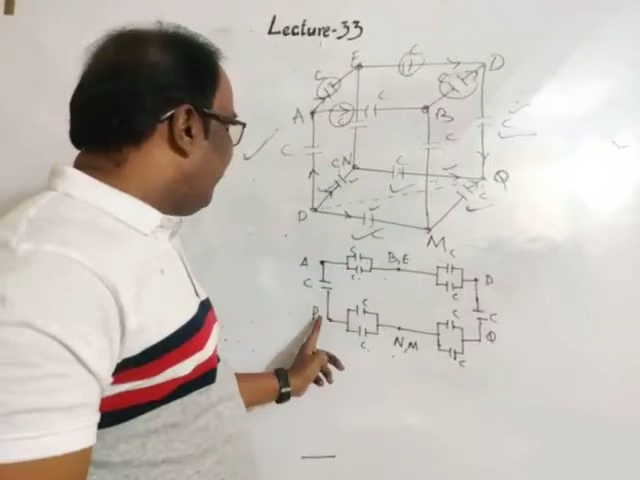 Lecture-33
E C D
C
A C B C
C C
C N C Q
C
P C M
A C B,E C D
C C
C C
P C N,M C Q
C C